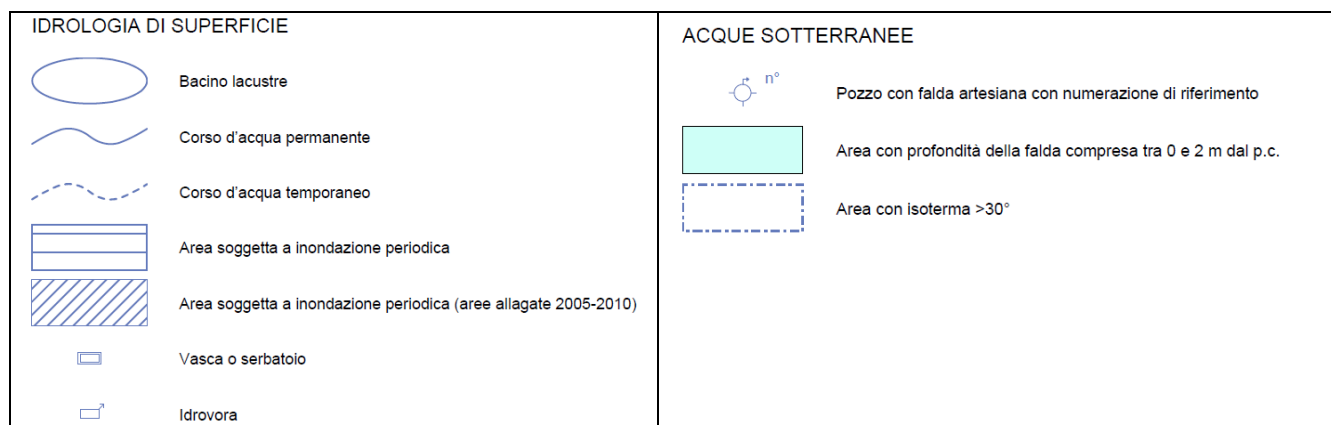 IDROLOGIA DI SUPERFICIE
Bacino lacustre
Corso d'acqua permanente
Corso d'acqua temporaneo
Area soggetta a inondazione periodica
Area soggetta a inondazione periodica (aree allagate 2005-2010)
Vasca o serbatoio
Idrovora
ACQUE SOTTERRANEE
n°
Pozzo con falda artesiana con numerazione di riferimento
Area con profondità della falda compresa tra 0 e 2 m dal p.c.
Area con isoterma >30°